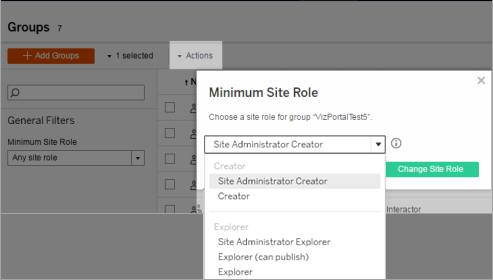 Groups 7
+ Add Groups
1 selected
Actions
General Filters
Minimum Site Role
Any site role
Minimum Site Role
Choose a site role for group "VizPortalTest5".
Site Administrator Creator
Change Site Role
Creator
Site Administrator Creator
Creator
Interactor
Explorer
Site Administrator Explorer
Explorer (can publish)
Explorer